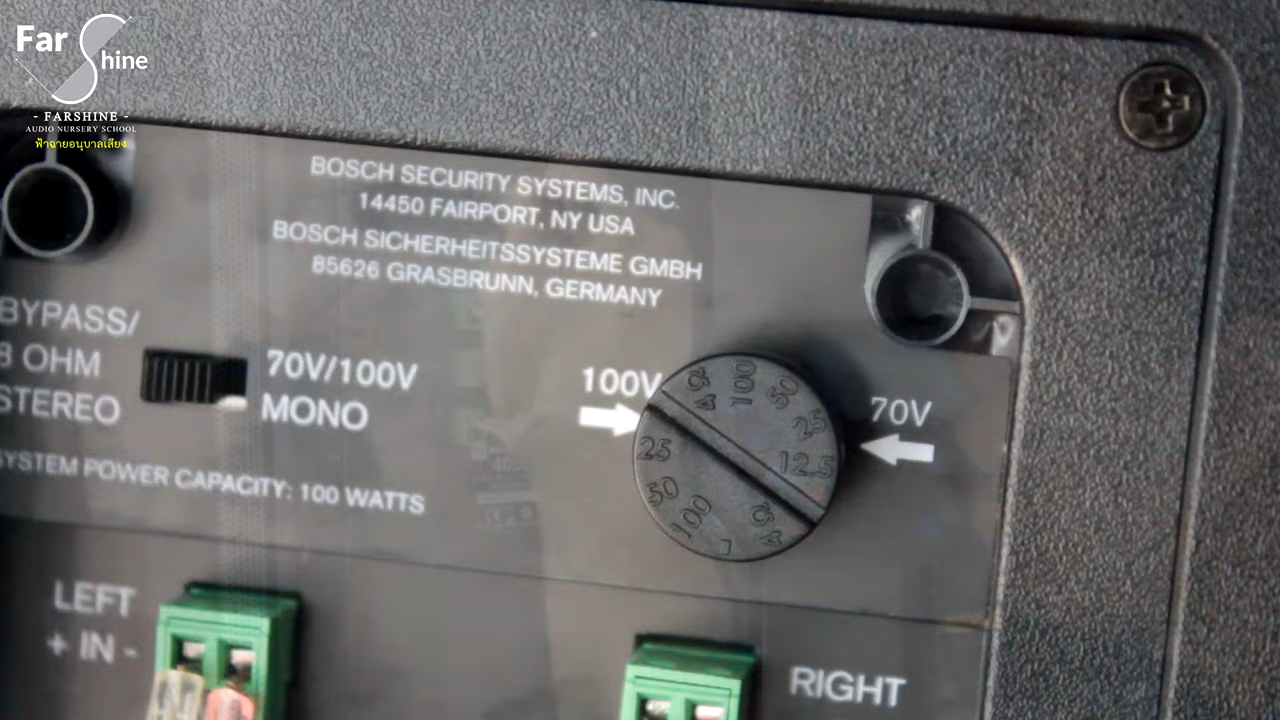 Far
Shine
- FARSHINE -
AUDIO NURSERY SCHOOL
ฟ้าฉายอนุบาลเสียง
BOSCH SECURITY SYSTEMS, INC.
14450 FAIRPORT, NY USA
BOSCH SICHERHEITSSYSTEME GMBH
85626 GRASBRUNN, GERMANY
BYPASS/
8 OHM
STEREO
70V/100V
MONO
100V
70V
100
50
25
12.5
25
50
100
SYSTEM POWER CAPACITY: 100 WATTS
LEFT
+ IN -
RIGHT